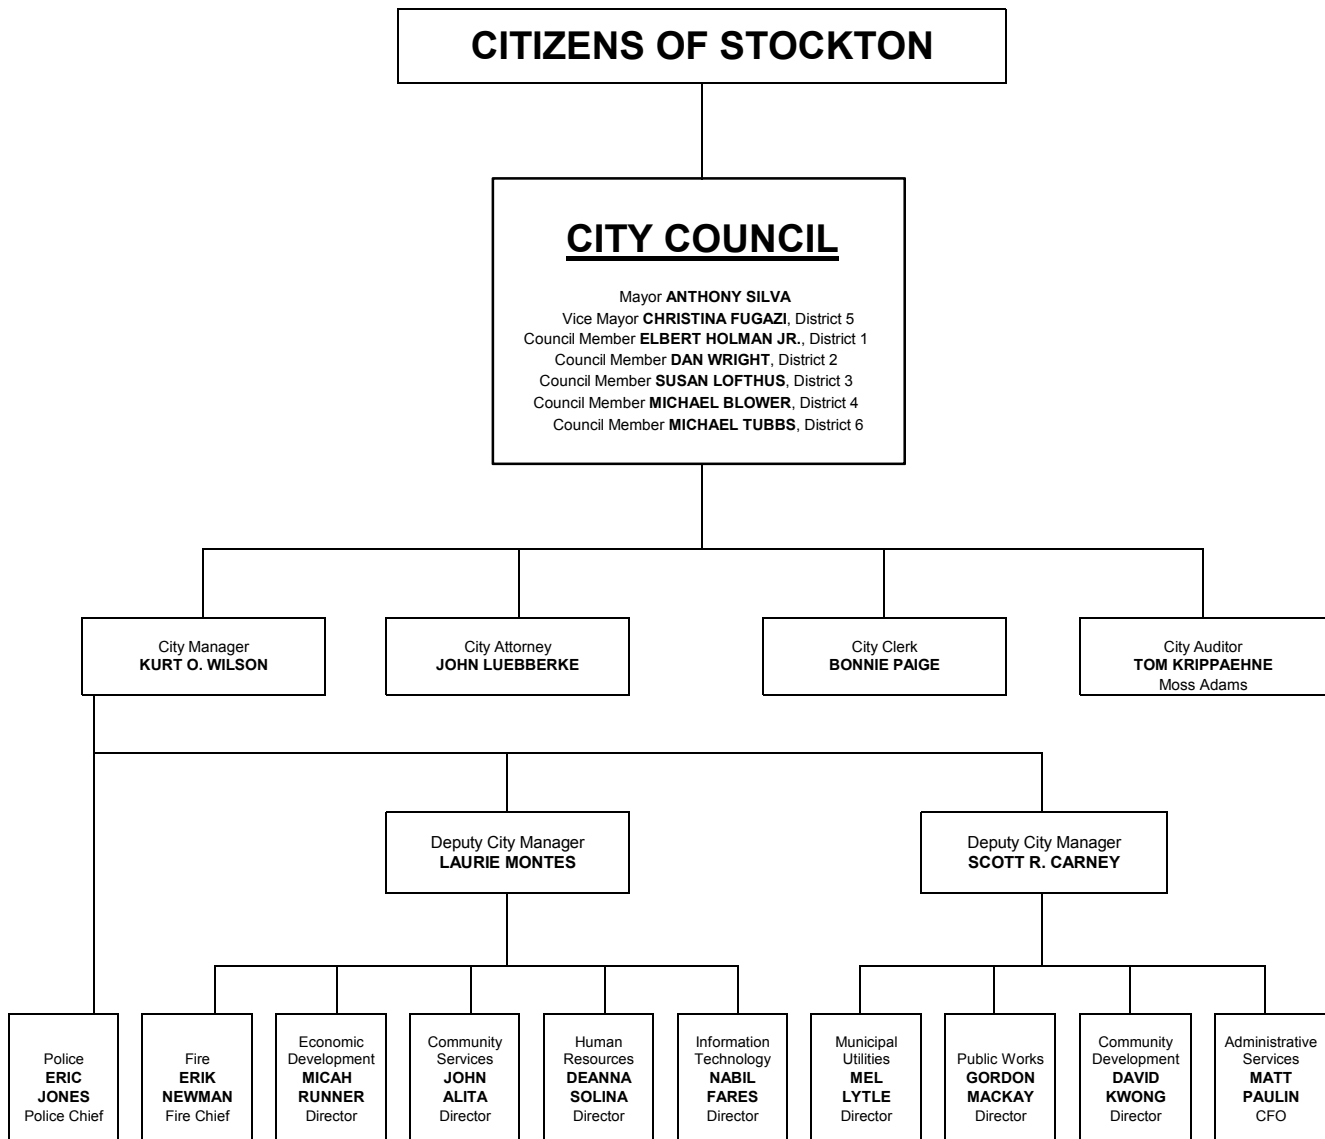 CITIZENS OF STOCKTON
CITY COUNCIL
Mayor ANTHONY SILVA
Vice Mayor CHRISTINA FUGAZI, District 5
Council Member ELBERT HOLMAN JR., District 1
Council Member DAN WRIGHT, District 2
Council Member SUSAN LOFTHUS, District 3
Council Member MICHAEL BLOWER, District 4
Council Member MICHAEL TUBBS, District 6
City Manager
KURT O. WILSON
City Attorney
JOHN LUEBBERKE
City Clerk
BONNIE PAIGE
City Auditor
TOM KRIPPAEHNE
Moss Adams
Deputy City Manager
LAURIE MONTES
Deputy City Manager
SCOTT R. CARNEY
Police
ERIC
JONES
Police Chief
Fire
ERIK
NEWMAN
Fire Chief
Economic
Development
MICAH
RUNNER
Director
Community
Services
JOHN
ALITA
Director
Human
Resources
DEANNA
SOLINA
Director
Information
Technology
NABIL
FARES
Director
Municipal
Utilities
MEL
LYTLE
Director
Public Works
GORDON
MACKAY
Director
Community
Development
DAVID
KWONG
Director
Administrative
Services
MATT
PAULIN
CFO